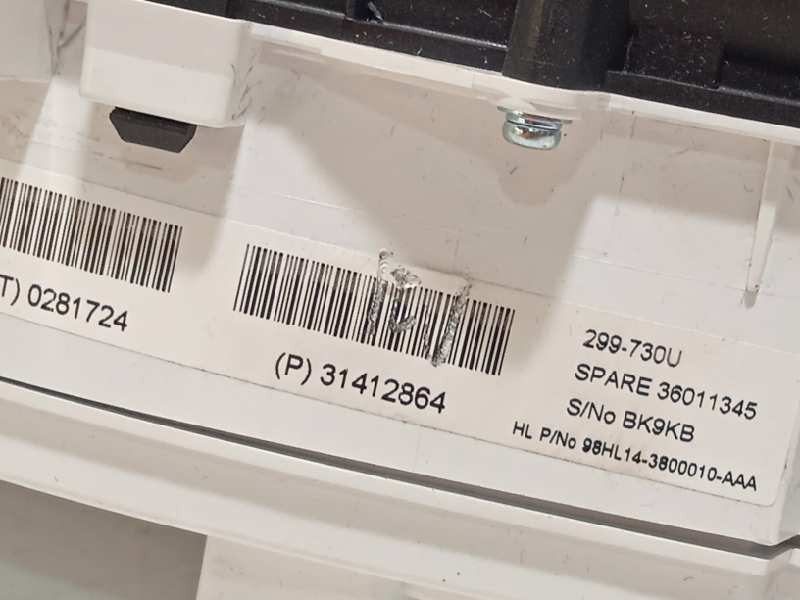 T) 0281724
(P) 31412864
299-730U
SPARE 36011345
S/No BK9KB
HL P/No 98HL14-3800010-AAA